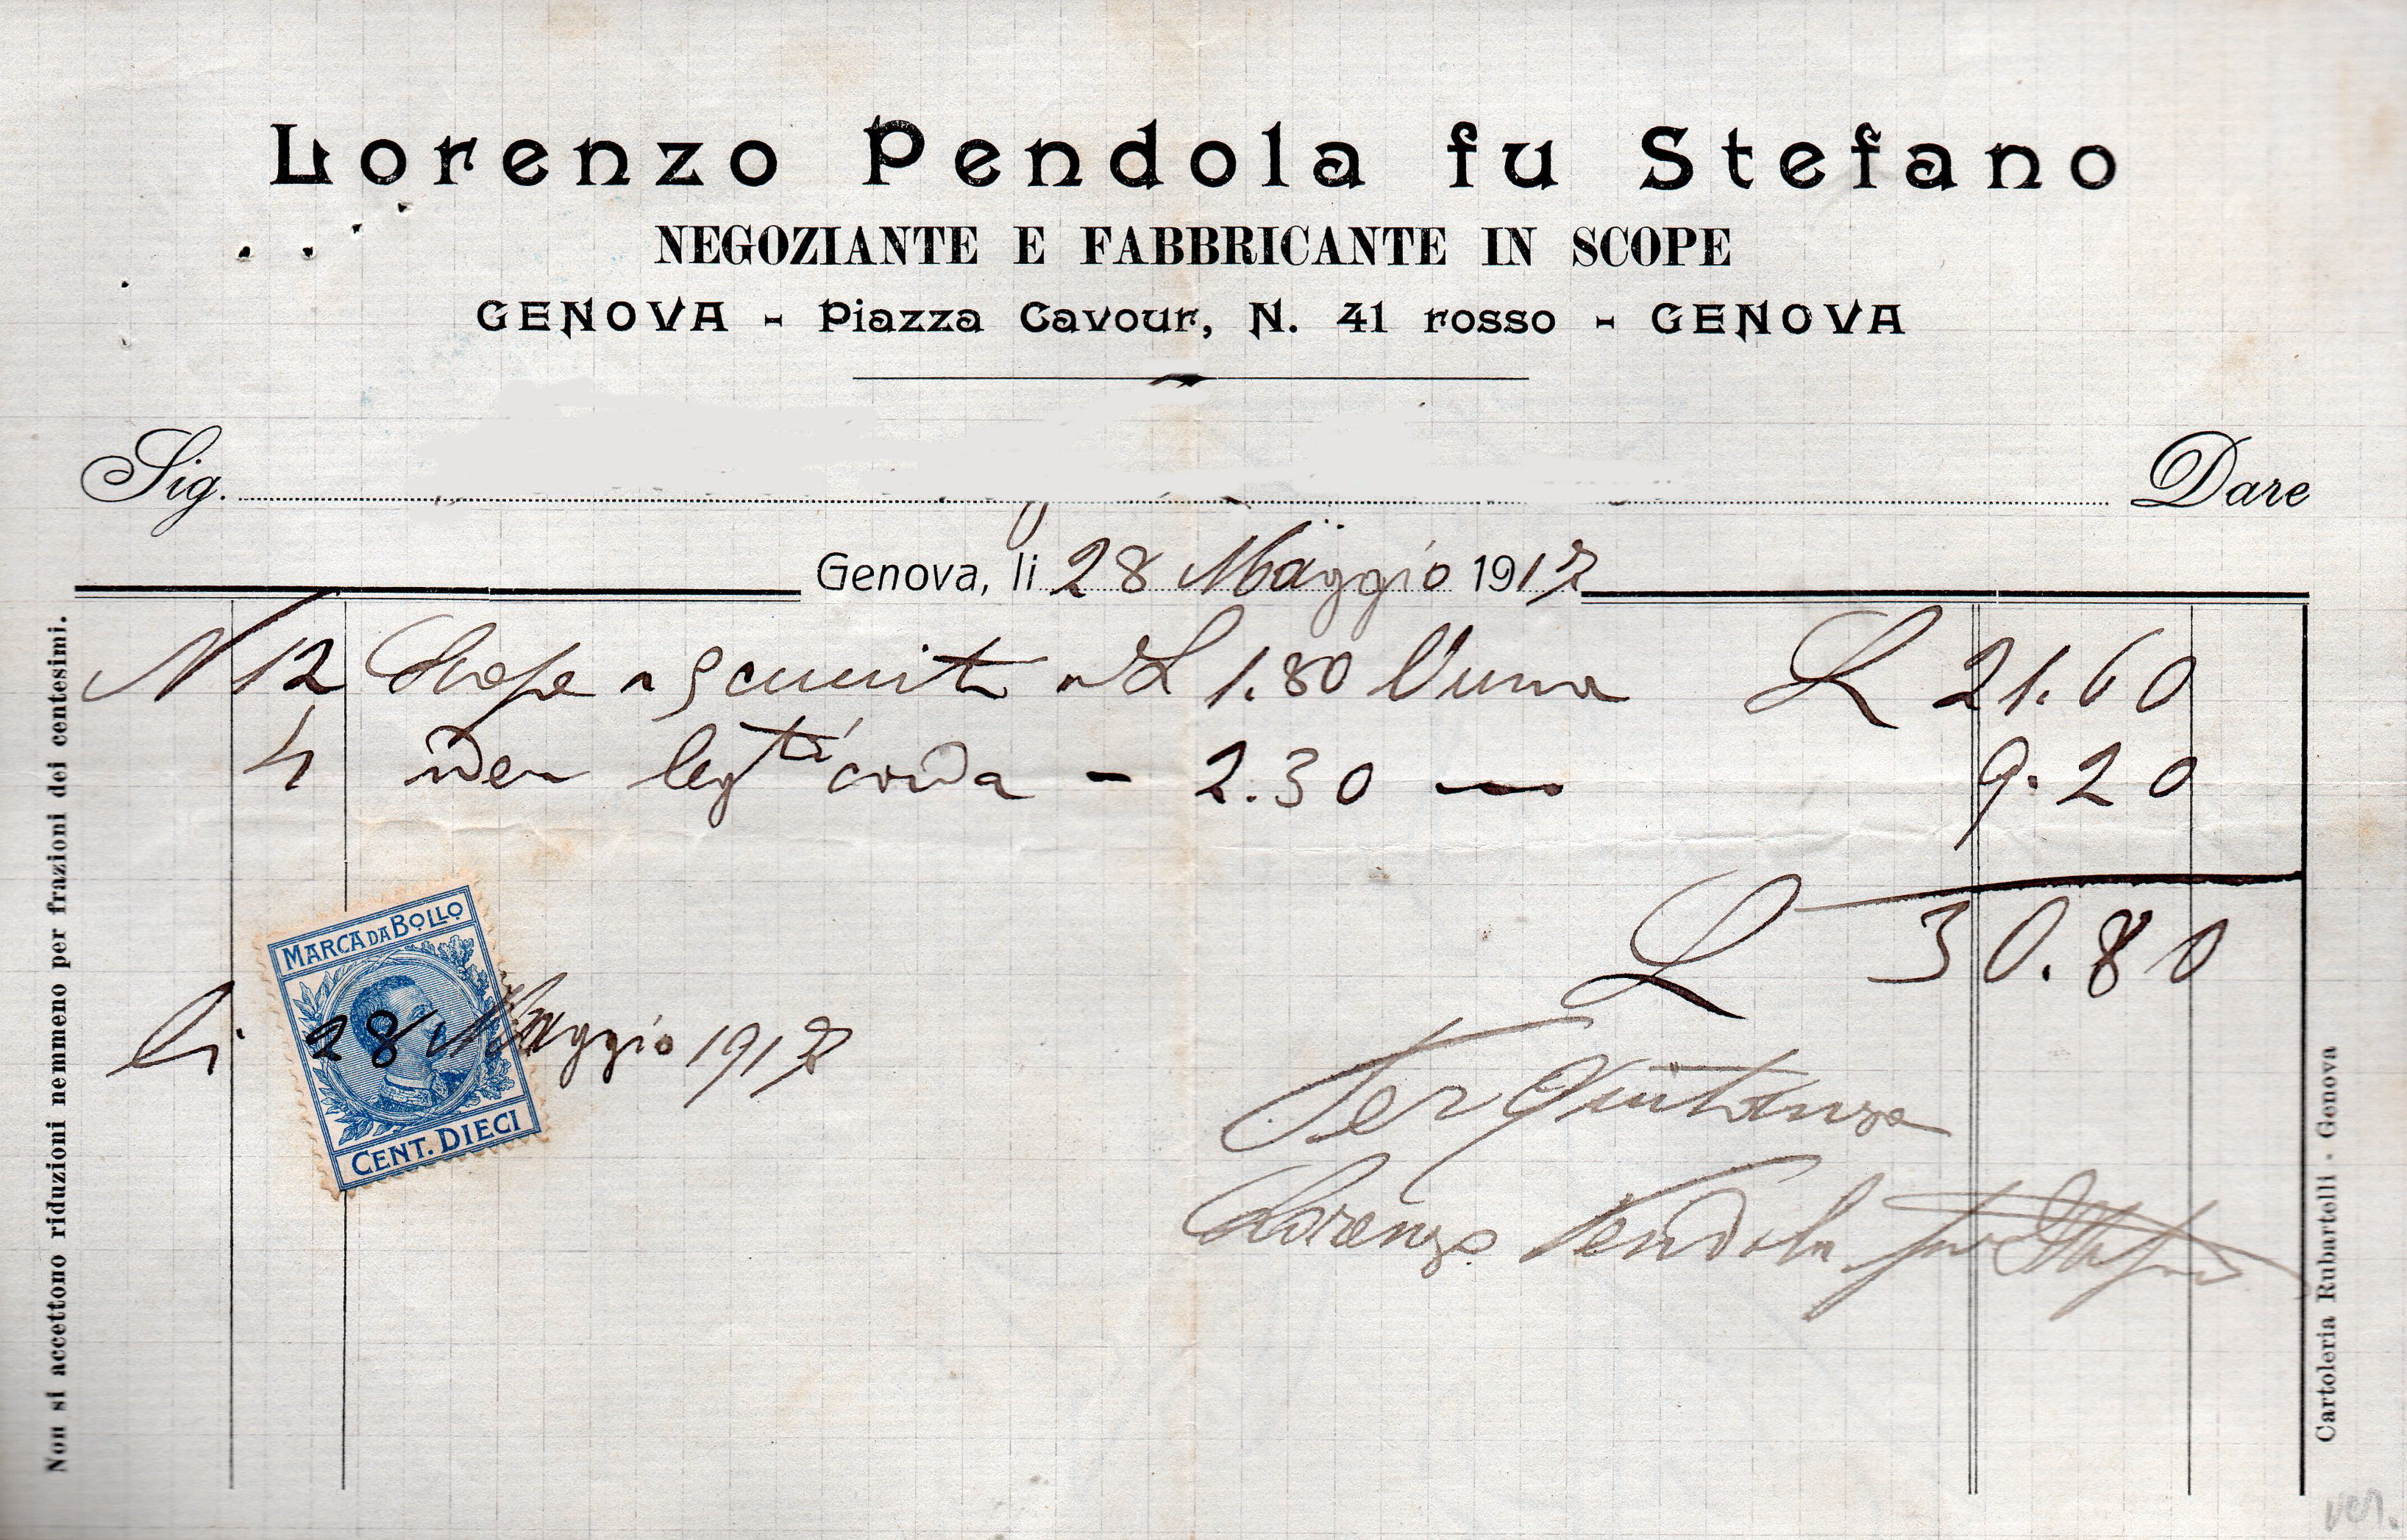 Lorenzo Pendola fu Stefano
NEGOZIANTE E FABBRICANTE IN SCOPE
GENOVA - Piazza Cavour, N. 41 rosso - GENOVA
Sig. Dare
Genova, li 28 Maggio 1917
N 12 Scope a L 1.80 l'una L 21.60
4 idem corda - 2.30 — 9.20
L 30.80
MARCA DA BOLLO
CENT. DIECI
li 28 Maggio 1917
Per Quitanza
Lorenzo Pendola fu Stefano
Non si accettono riduzioni nemmeno per frazioni dei centesimi.
Cartoleria Rubartelli - Genova